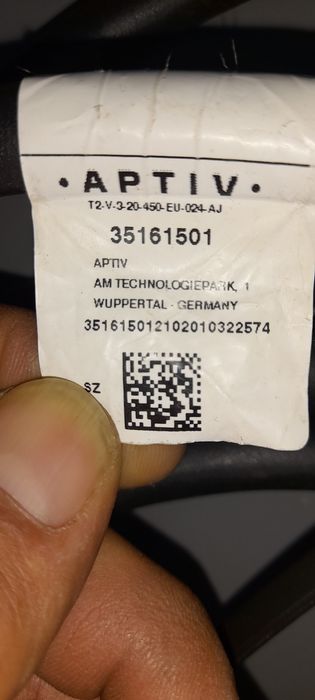 • APTIV •
T2-V-3-20-450-EU-024-AJ
35161501
APTIV
AM TECHNOLOGIEPARK, 1
WUPPERTAL - GERMANY
351615012102010322574
SZ